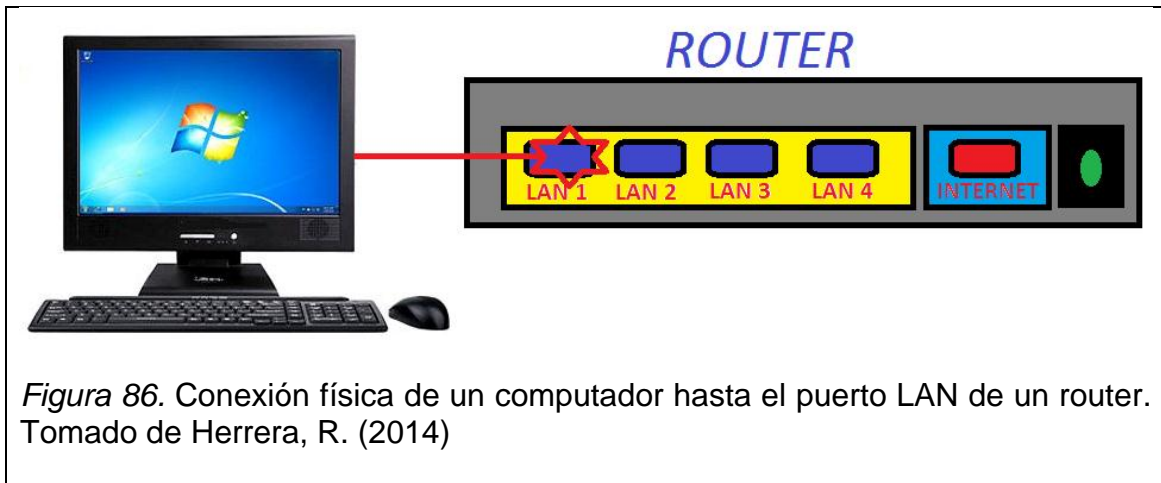 ROUTER
LAN 1 LAN 2 LAN 3 LAN 4 INTERNET
Figura 86. Conexión física de un computador hasta el puerto LAN de un router.
Tomado de Herrera, R. (2014)